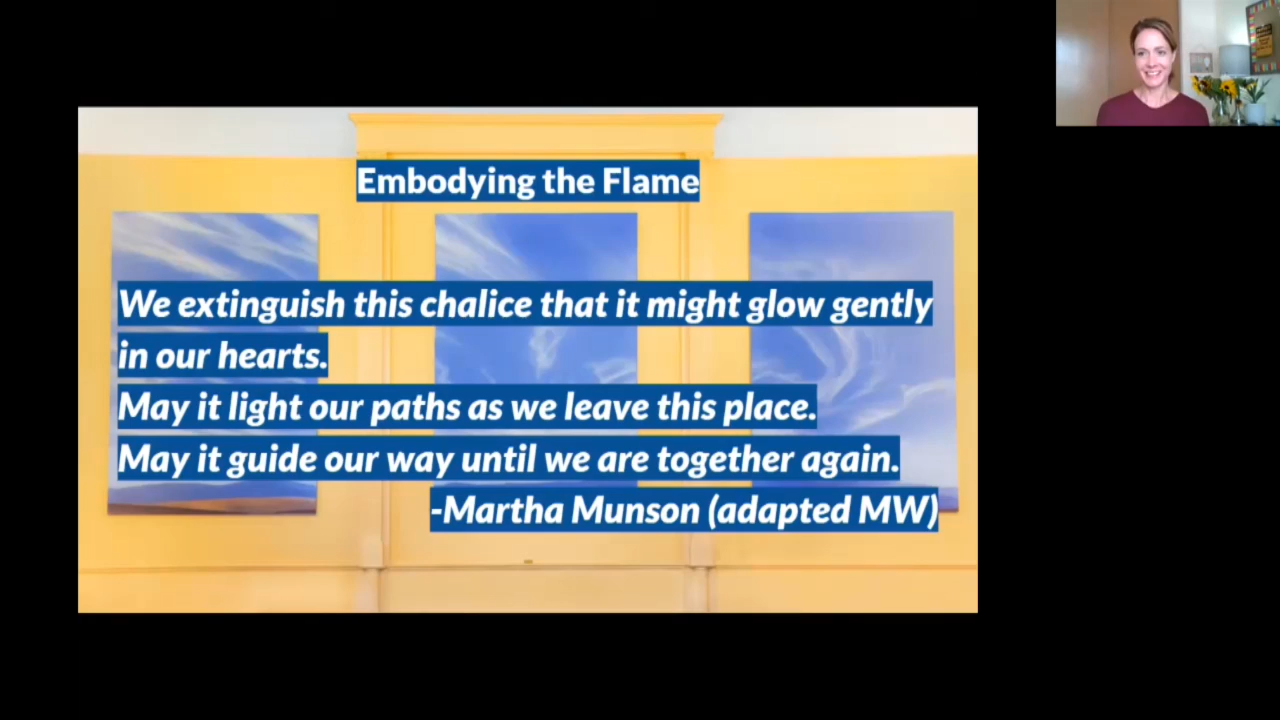 Embodying the Flame
We extinguish this chalice that it might glow gently
in our hearts.
May it light our paths as we leave this place.
May it guide our way until we are together again.
-Martha Munson (adapted MW)